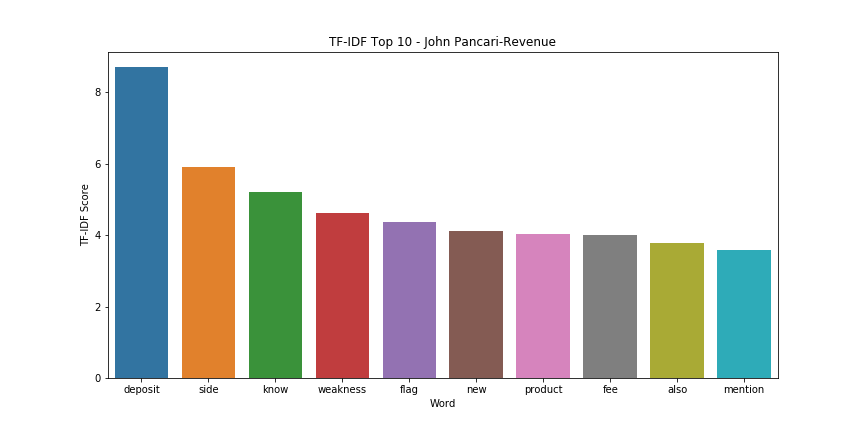 TF-IDF Top 10 - John Pancari-Revenue
TF-IDF Score
8
6
4
2
0
deposit side know weakness flag new product fee also mention
Word